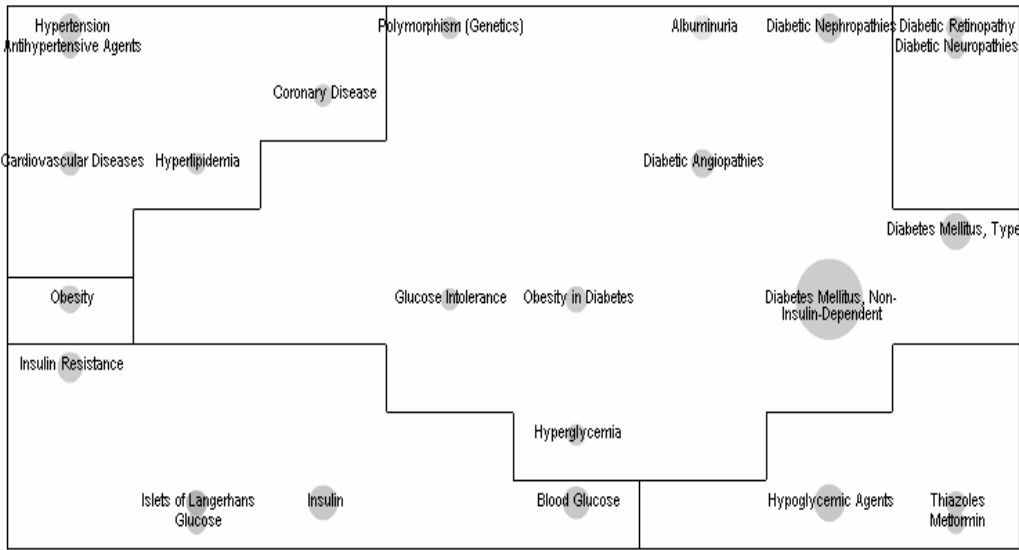 Hypertension
Antihypertensive Agents
Polymorphism (Genetics)
Albuminuria
Diabetic Nephropathies
Diabetic Retinopathy
Diabetic Neuropathies
Coronary Disease
Cardiovascular Diseases
Hyperlipidemia
Diabetic Angiopathies
Diabetes Mellitus, Type
Obesity
Glucose Intolerance
Obesity in Diabetes
Diabetes Mellitus, Non-
Insulin-Dependent
Insulin Resistance
Hyperglycemia
Islets of Langerhans
Glucose
Insulin
Blood Glucose
Hypoglycemic Agents
Thiazoles
Metformin